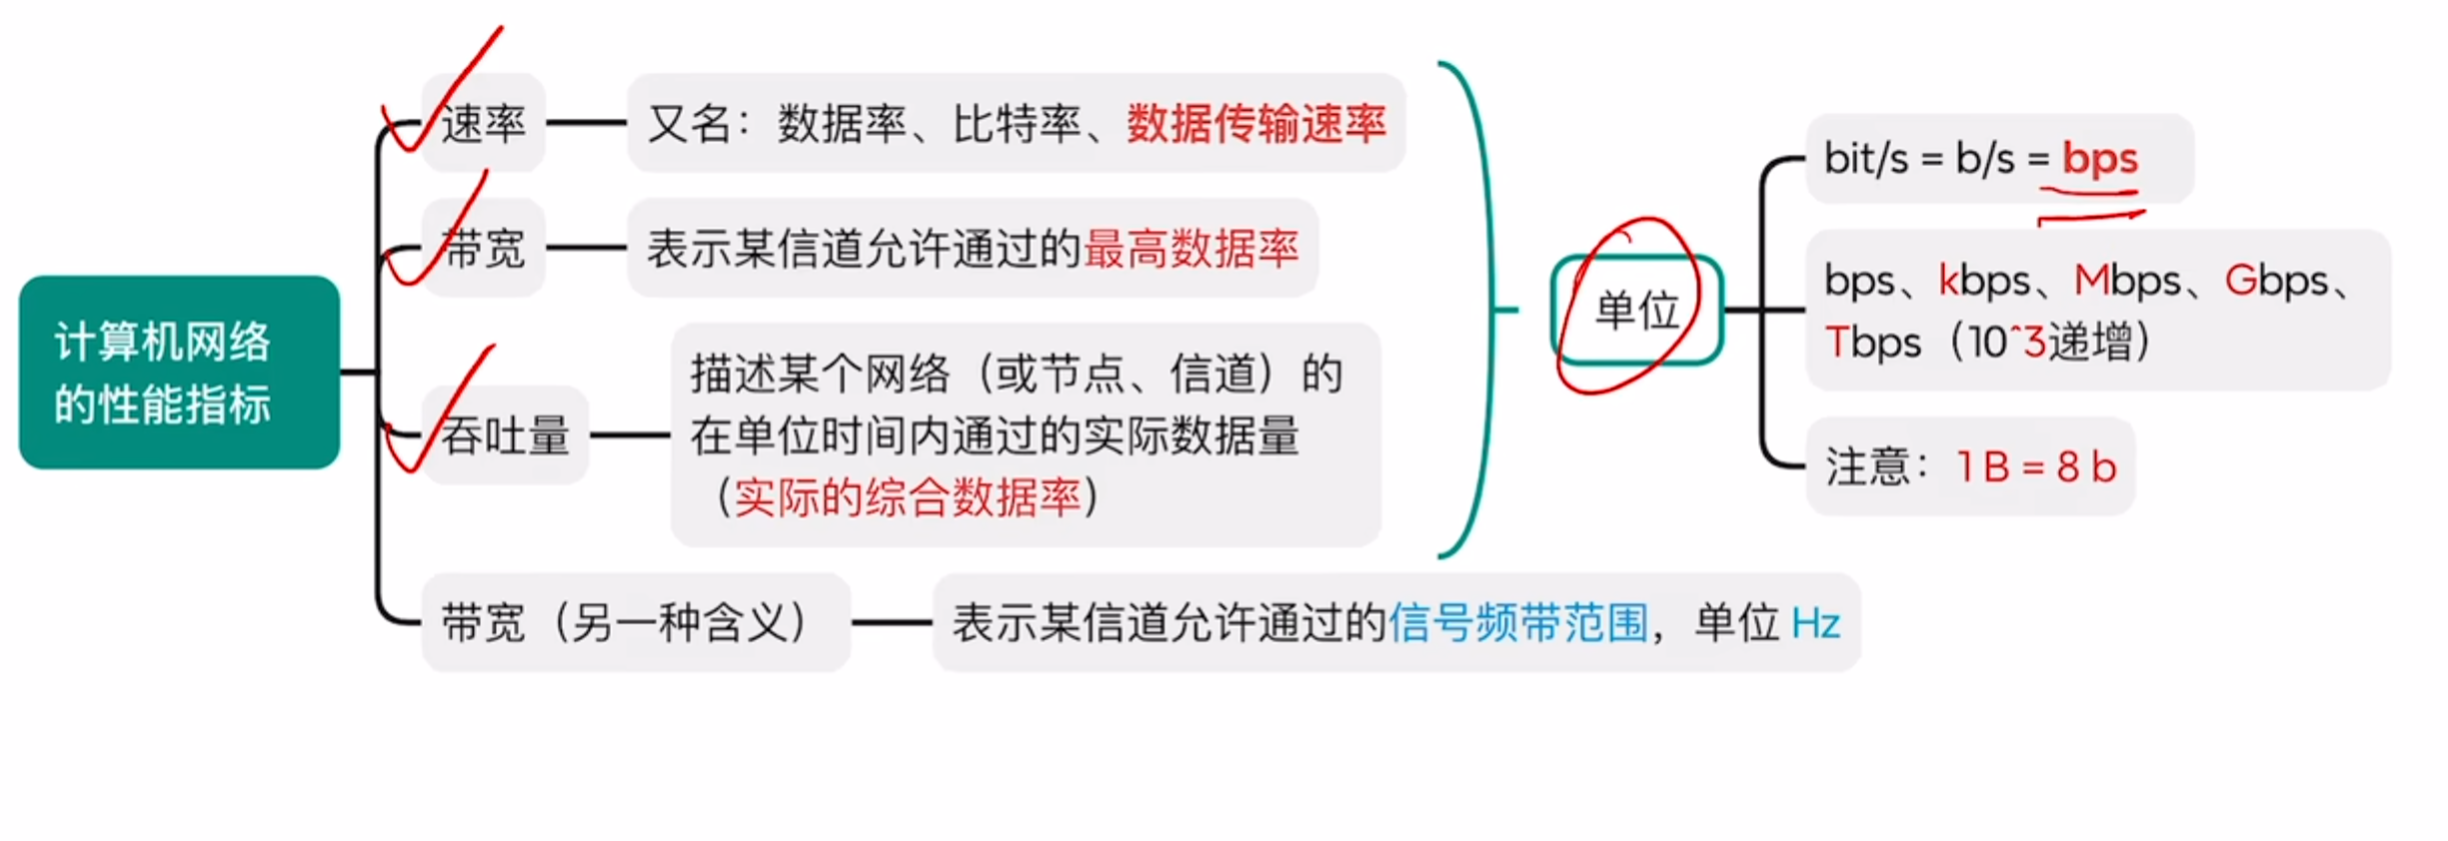 计算机网络
的性能指标
速率
又名：数据率、比特率、数据传输速率
带宽
表示某信道允许通过的最高数据率
吞吐量
描述某个网络（或节点、信道）的
在单位时间内通过的实际数据量
（实际的综合数据率）
带宽（另一种含义）
表示某信道允许通过的信号频带范围，单位 Hz
单位
bit/s = b/s = bps
bps、kbps、Mbps、Gbps、
Tbps（10^3递增）
注意：1 B = 8 b